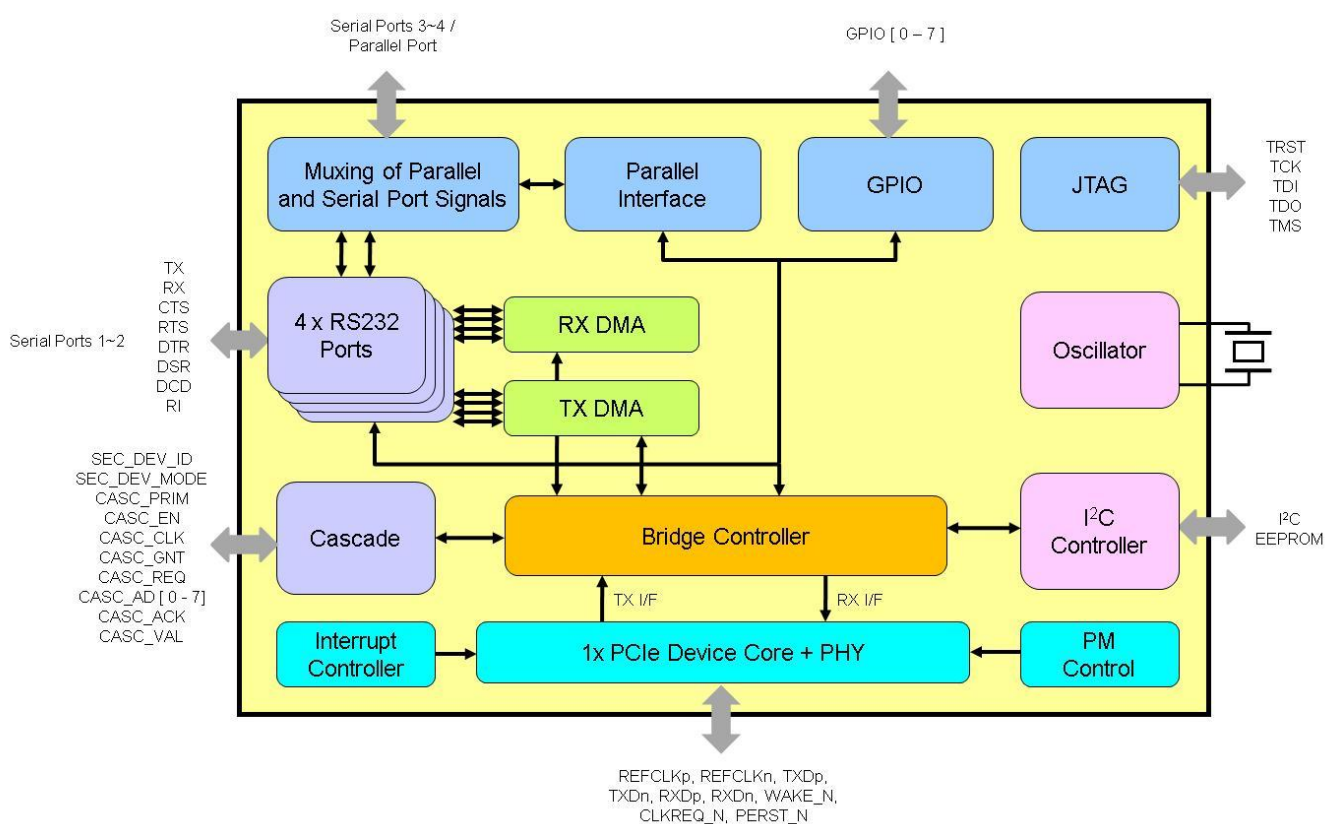 Serial Ports 3~4 /
Parallel Port
GPIO [ 0 – 7 ]
Muxing of Parallel
and Serial Port Signals
Parallel
Interface
GPIO
JTAG
TRST
TCK
TDI
TDO
TMS
TX
RX
CTS
RTS
DTR
DSR
DCD
RI
Serial Ports 1~2
4 x RS232
Ports
RX DMA
TX DMA
Oscillator
SEC_DEV_ID
SEC_DEV_MODE
CASC_PRIM
CASC_EN
CASC_CLK
CASC_GNT
CASC_REQ
CASC_AD [ 0 - 7 ]
CASC_ACK
CASC_VAL
Cascade
Bridge Controller
I²C
Controller
I²C
EEPROM
TX I/F
RX I/F
Interrupt
Controller
1x PCIe Device Core + PHY
PM
Control
REFCLKp, REFCLKn, TXDp,
TXDn, RXDp, RXDn, WAKE_N,
CLKREQ_N, PERST_N